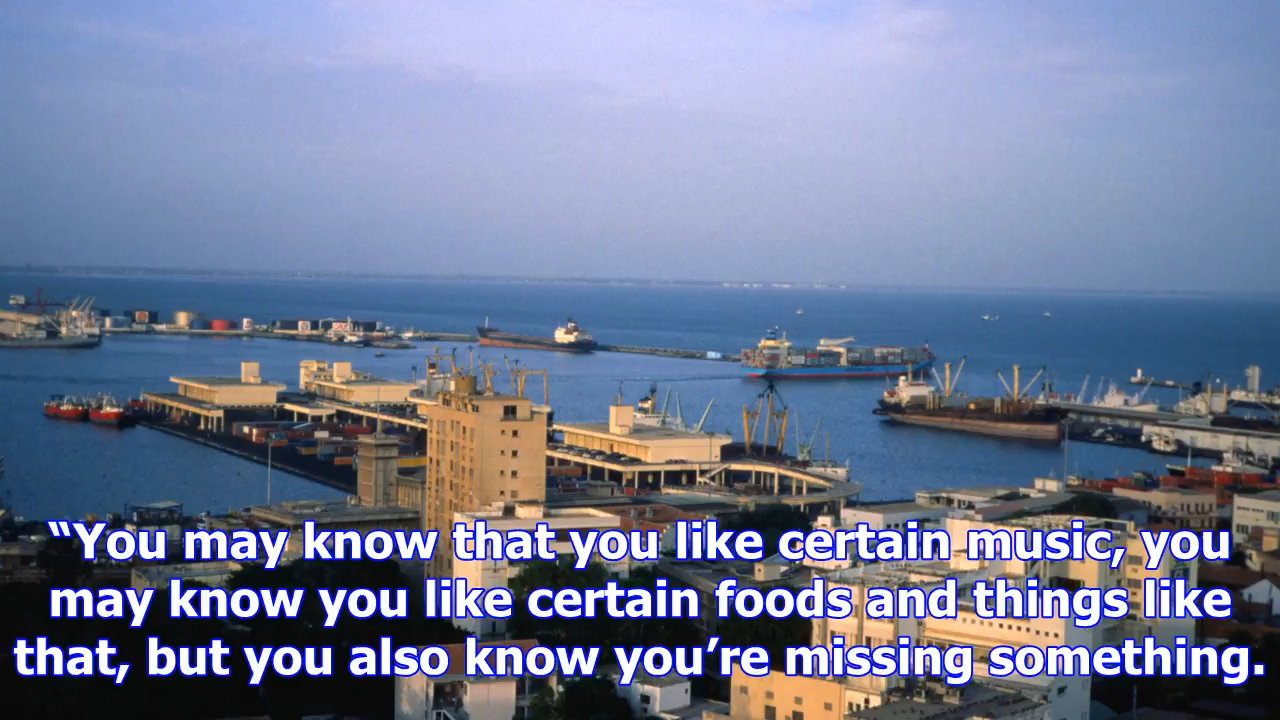 “You may know that you like certain music, you
may know you like certain foods and things like
that, but you also know you’re missing something.